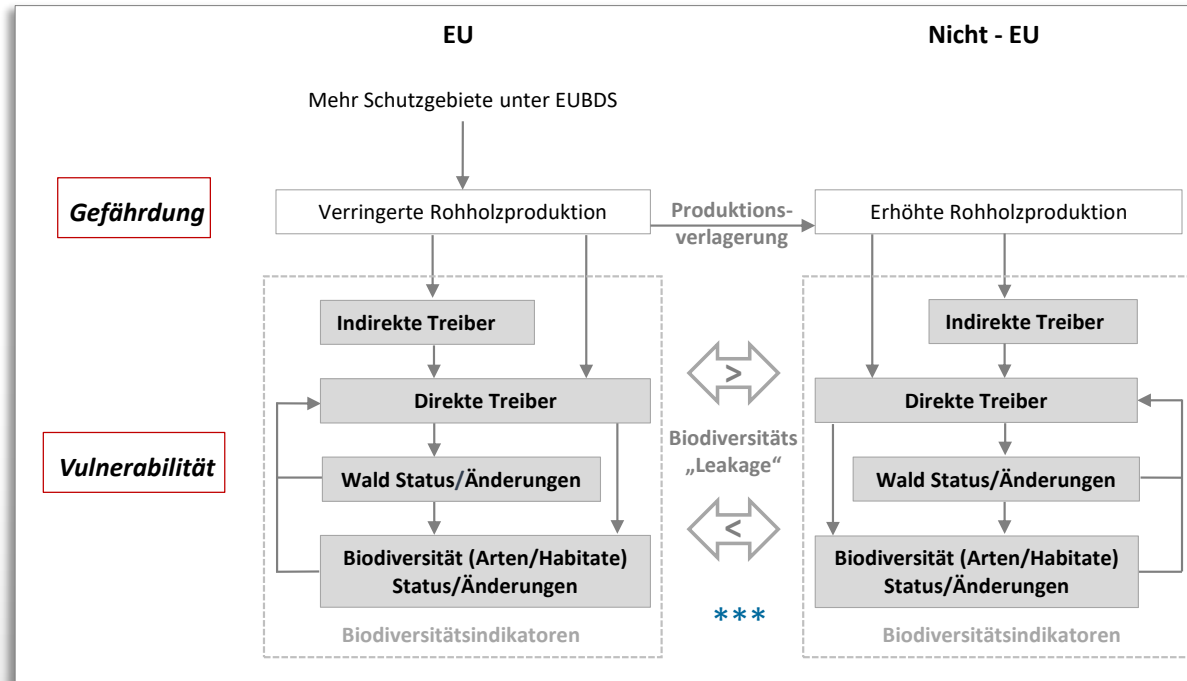 EU
Nicht - EU
Mehr Schutzgebiete unter EUBDS
Gefährdung
Verringerte Rohholzproduktion
Produktions-
verlagerung
Erhöhte Rohholzproduktion
Indirekte Treiber
Indirekte Treiber
>
Direkte Treiber
Direkte Treiber
Vulnerabilität
Biodiversitäts
„Leakage“
Wald Status/Änderungen
Wald Status/Änderungen
<
Biodiversität (Arten/Habitate)
Status/Änderungen
Biodiversität (Arten/Habitate)
Status/Änderungen
***
Biodiversitätsindikatoren
Biodiversitätsindikatoren